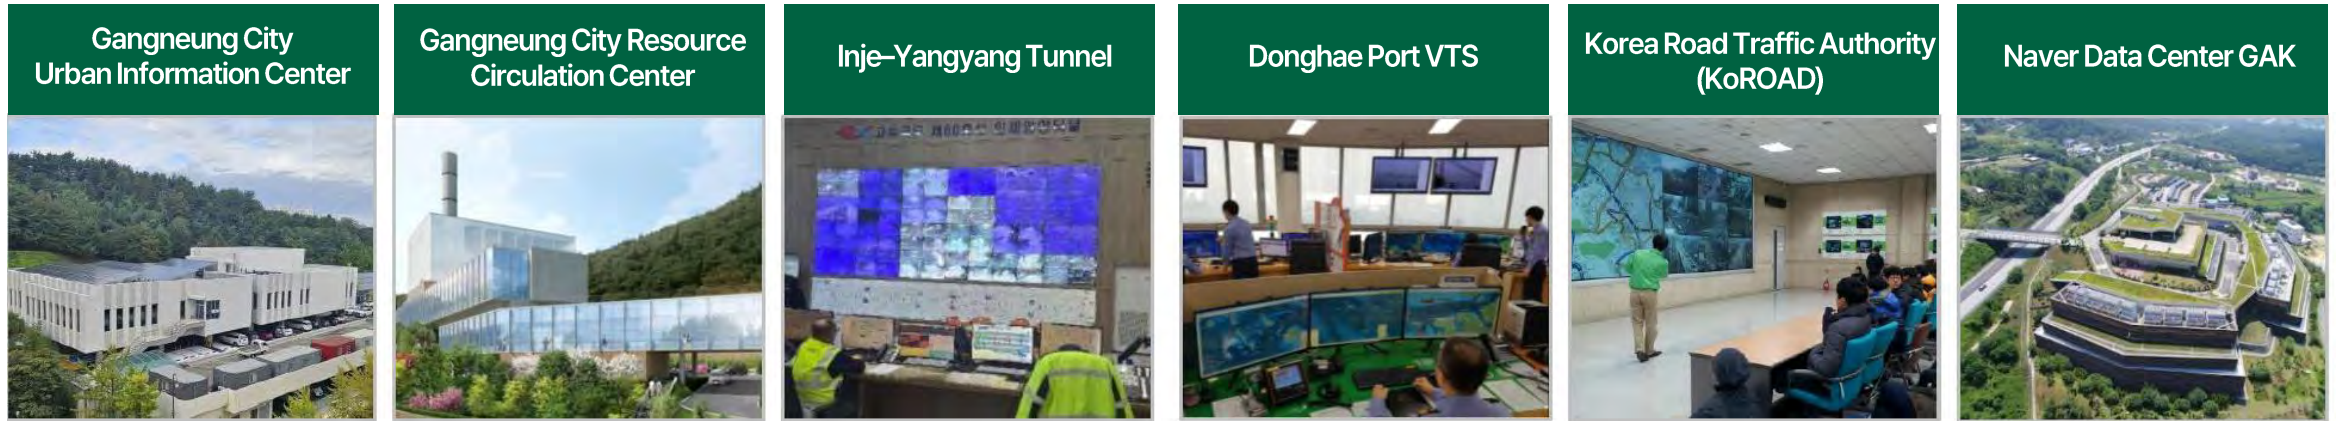 Gangneung City
Urban Information Center
Gangneung City Resource
Circulation Center
Inje–Yangyang Tunnel
Donghae Port VTS
Korea Road Traffic Authority
(KoROAD)
Naver Data Center GAK